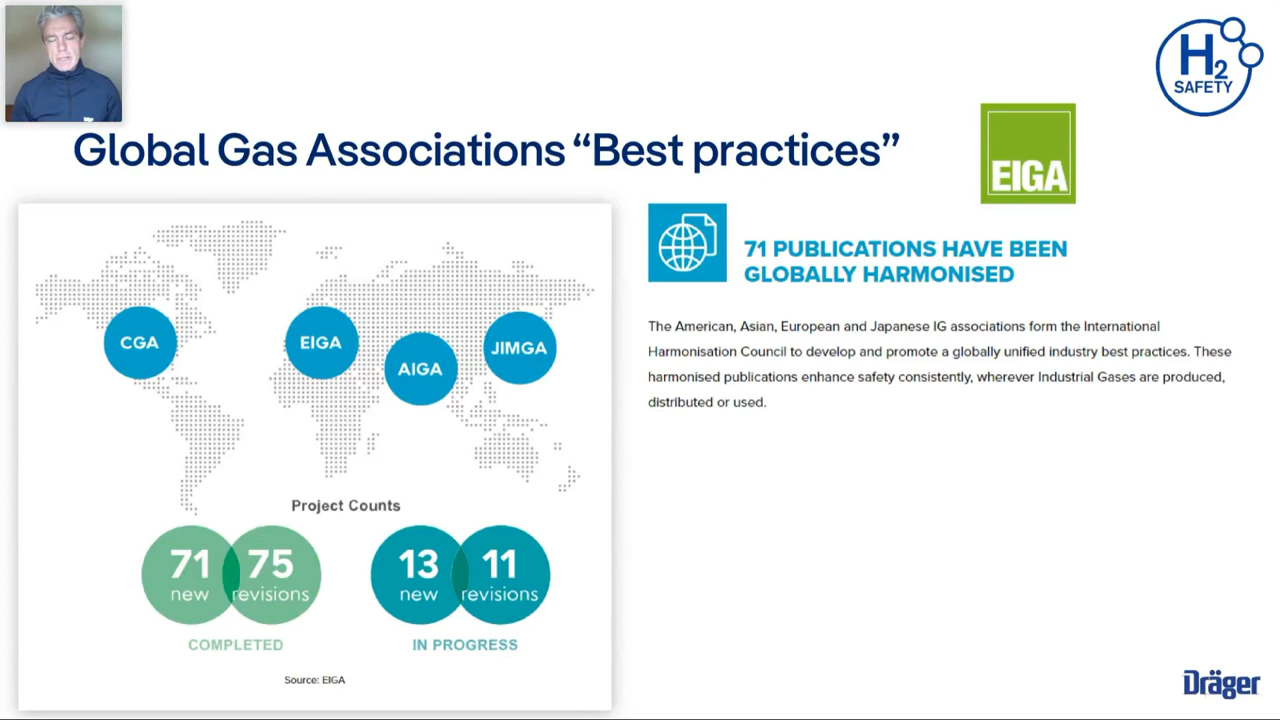 H2
SAFETY
Global Gas Associations “Best practices”
EIGA
CGA
EIGA
AIGA
JIMGA
Project Counts
71
new
75
revisions
13
new
11
revisions
COMPLETED
IN PROGRESS
Source: EIGA
71 PUBLICATIONS HAVE BEEN
GLOBALLY HARMONISED
The American, Asian, European and Japanese IG associations form the International
Harmonisation Council to develop and promote a globally unified industry best practices. These
harmonised publications enhance safety consistently, wherever Industrial Gases are produced,
distributed or used.
Dräger